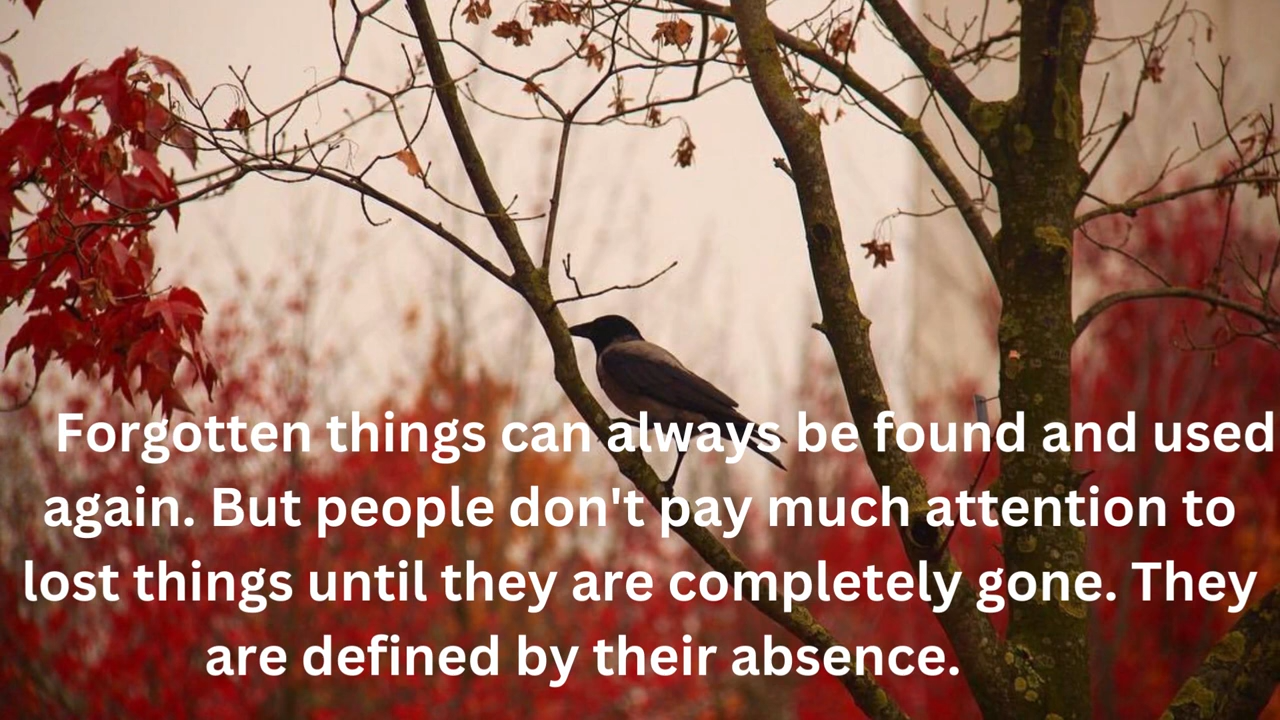 Forgotten things can always be found and used
again. But people don't pay much attention to
lost things until they are completely gone. They
are defined by their absence.